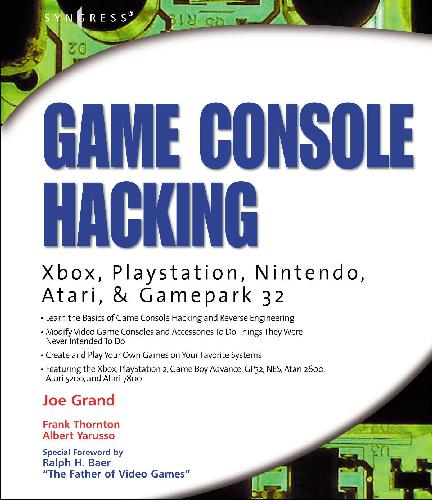 SYNGRESS
GAME CONSOLE
HACKING
Xbox, Playstation, Nintendo,
Atari, & Gamepark 32
• Learn the Basics of Game Console Hacking and Reverse Engineering
• Modify Video Game Consoles and Accessories To Do Things They Were
Never Intended To Do
• Create and Play Your Own Games on Your Favorite Systems
• Featuring the Xbox, Playstation 2, Game Boy Advance, GP32, NES, Atari 2600,
Atari 5200, and Atari 7800
Joe Grand
Frank Thornton
Albert Yarusso
Special Foreword by
Ralph H. Baer
"The Father of Video Games"